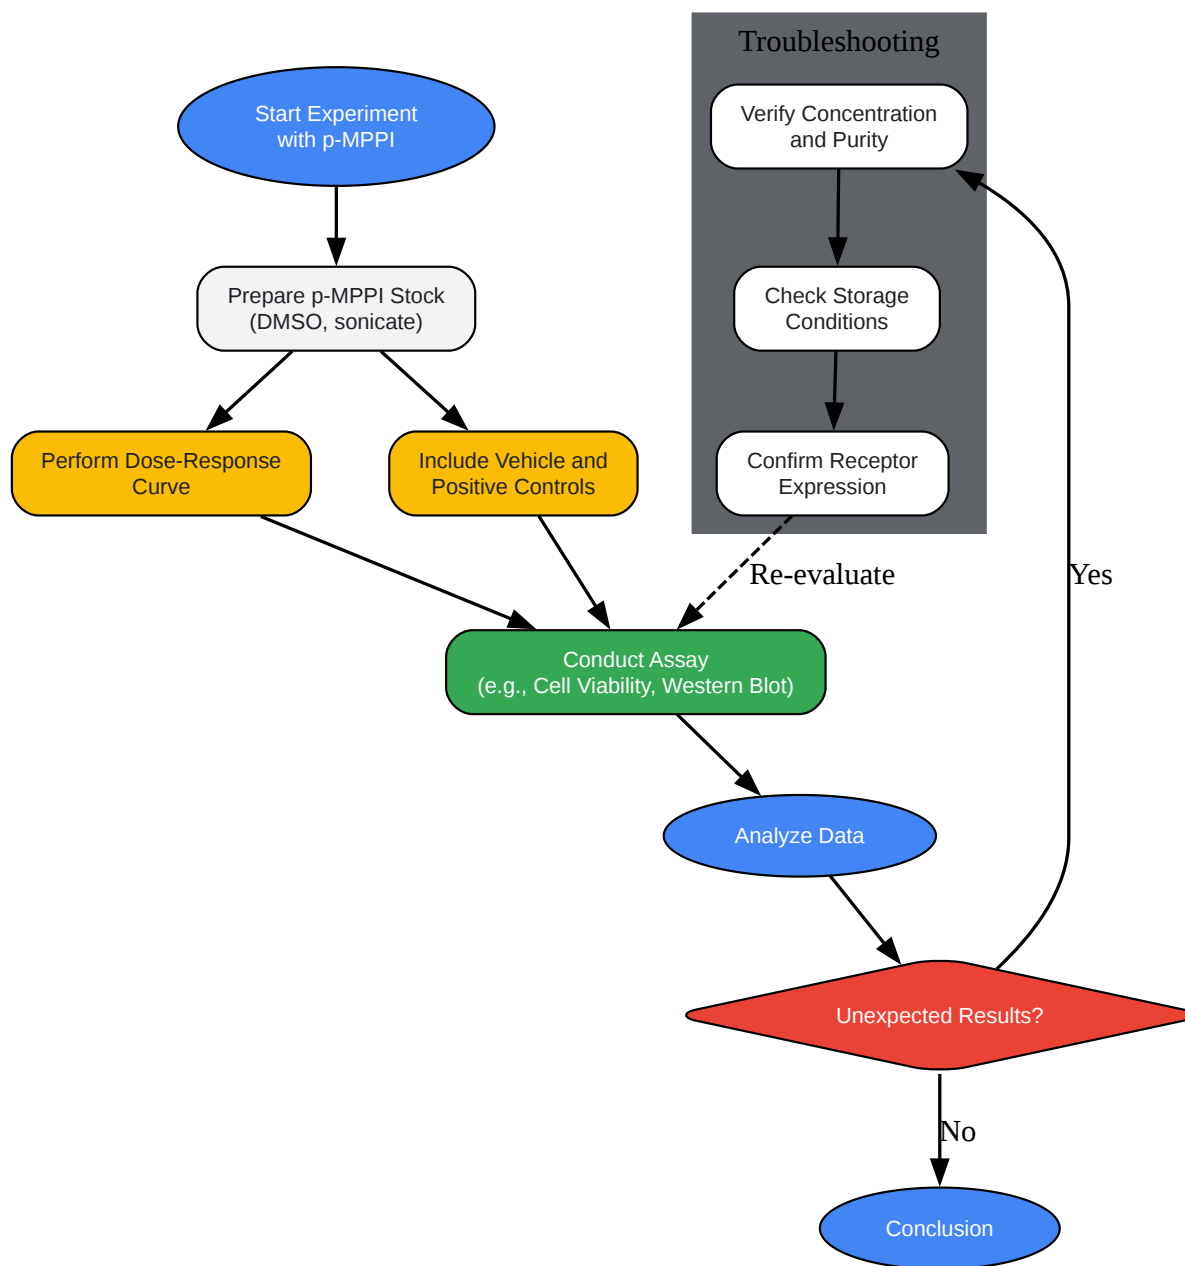 Troubleshooting
Start Experiment
with p-MPPI
Verify Concentration
and Purity
Prepare p-MPPI Stock
(DMSO, sonicate)
Check Storage
Conditions
Perform Dose-Response
Curve
Include Vehicle and
Positive Controls
Confirm Receptor
Expression
Re-evaluate
Yes
Conduct Assay
(e.g., Cell Viability, Western Blot)
Analyze Data
Unexpected Results?
No
Conclusion